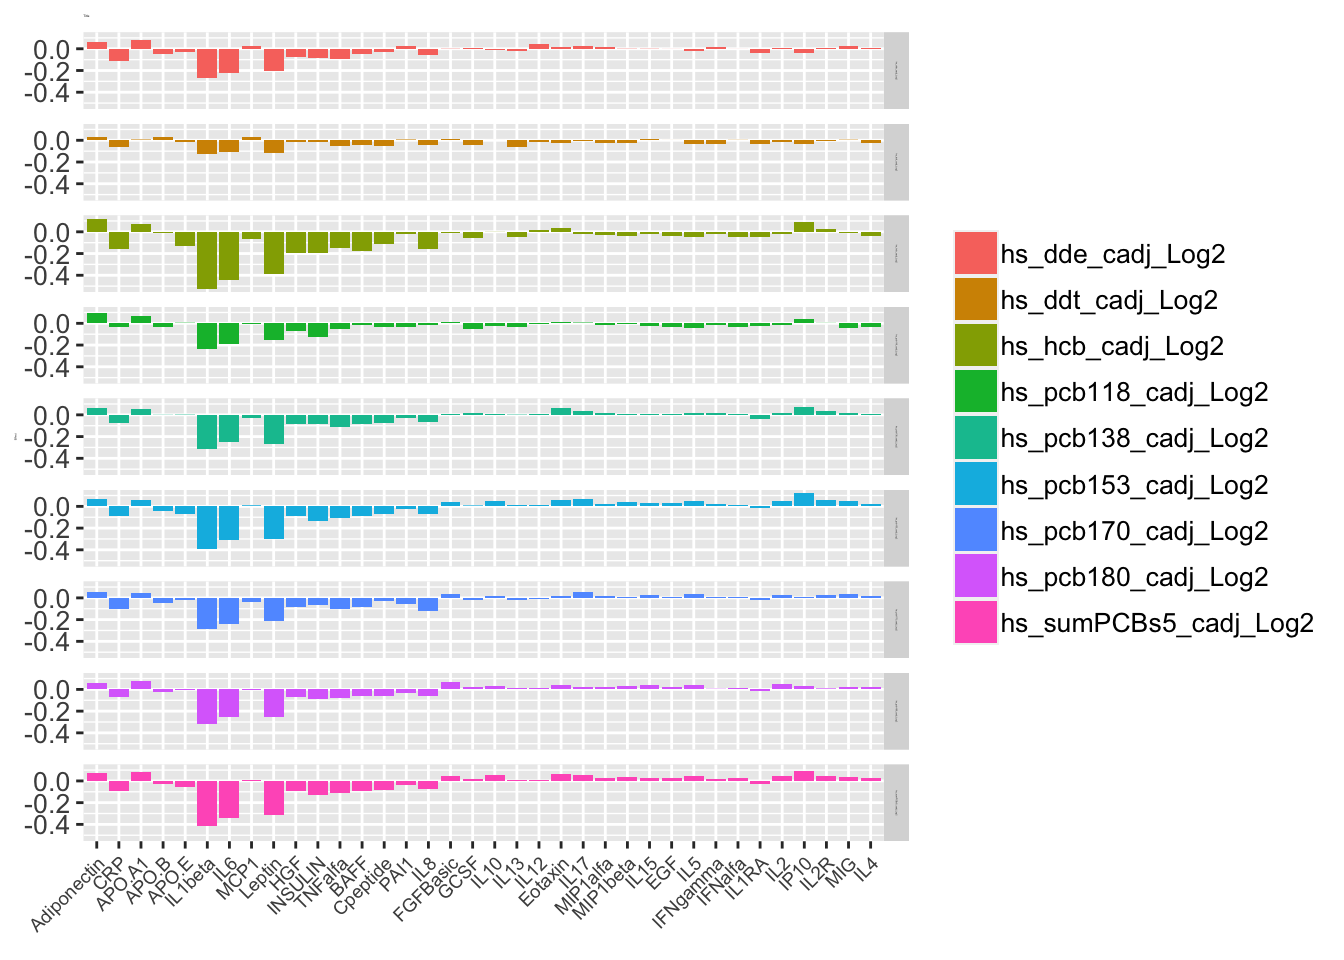 0.0
-0.2
-0.4
0.0
-0.2
-0.4
0.0
-0.2
-0.4
0.0
-0.2
-0.4
0.0
-0.2
-0.4
0.0
-0.2
-0.4
0.0
-0.2
-0.4
0.0
-0.2
-0.4
0.0
-0.2
-0.4
Adiponectin
CRP
APO.A1
APO.B
APO.E
IL1beta
IL6
MCP1
Leptin
HGF
INSULIN
TNFalfa
BAFF
Cpeptide
PAI1
IL8
FGFBasic
GCSF
IL10
IL13
IL12
Eotaxin
IL17
MIP1alfa
MIP1beta
IL15
EGF
IL5
IFNgamma
IFNalfa
IL1RA
IL2
IP10
IL2R
MIG
IL4
hs_dde_cadj_Log2
hs_ddt_cadj_Log2
hs_hcb_cadj_Log2
hs_pcb118_cadj_Log2
hs_pcb138_cadj_Log2
hs_pcb153_cadj_Log2
hs_pcb170_cadj_Log2
hs_pcb180_cadj_Log2
hs_sumPCBs5_cadj_Log2